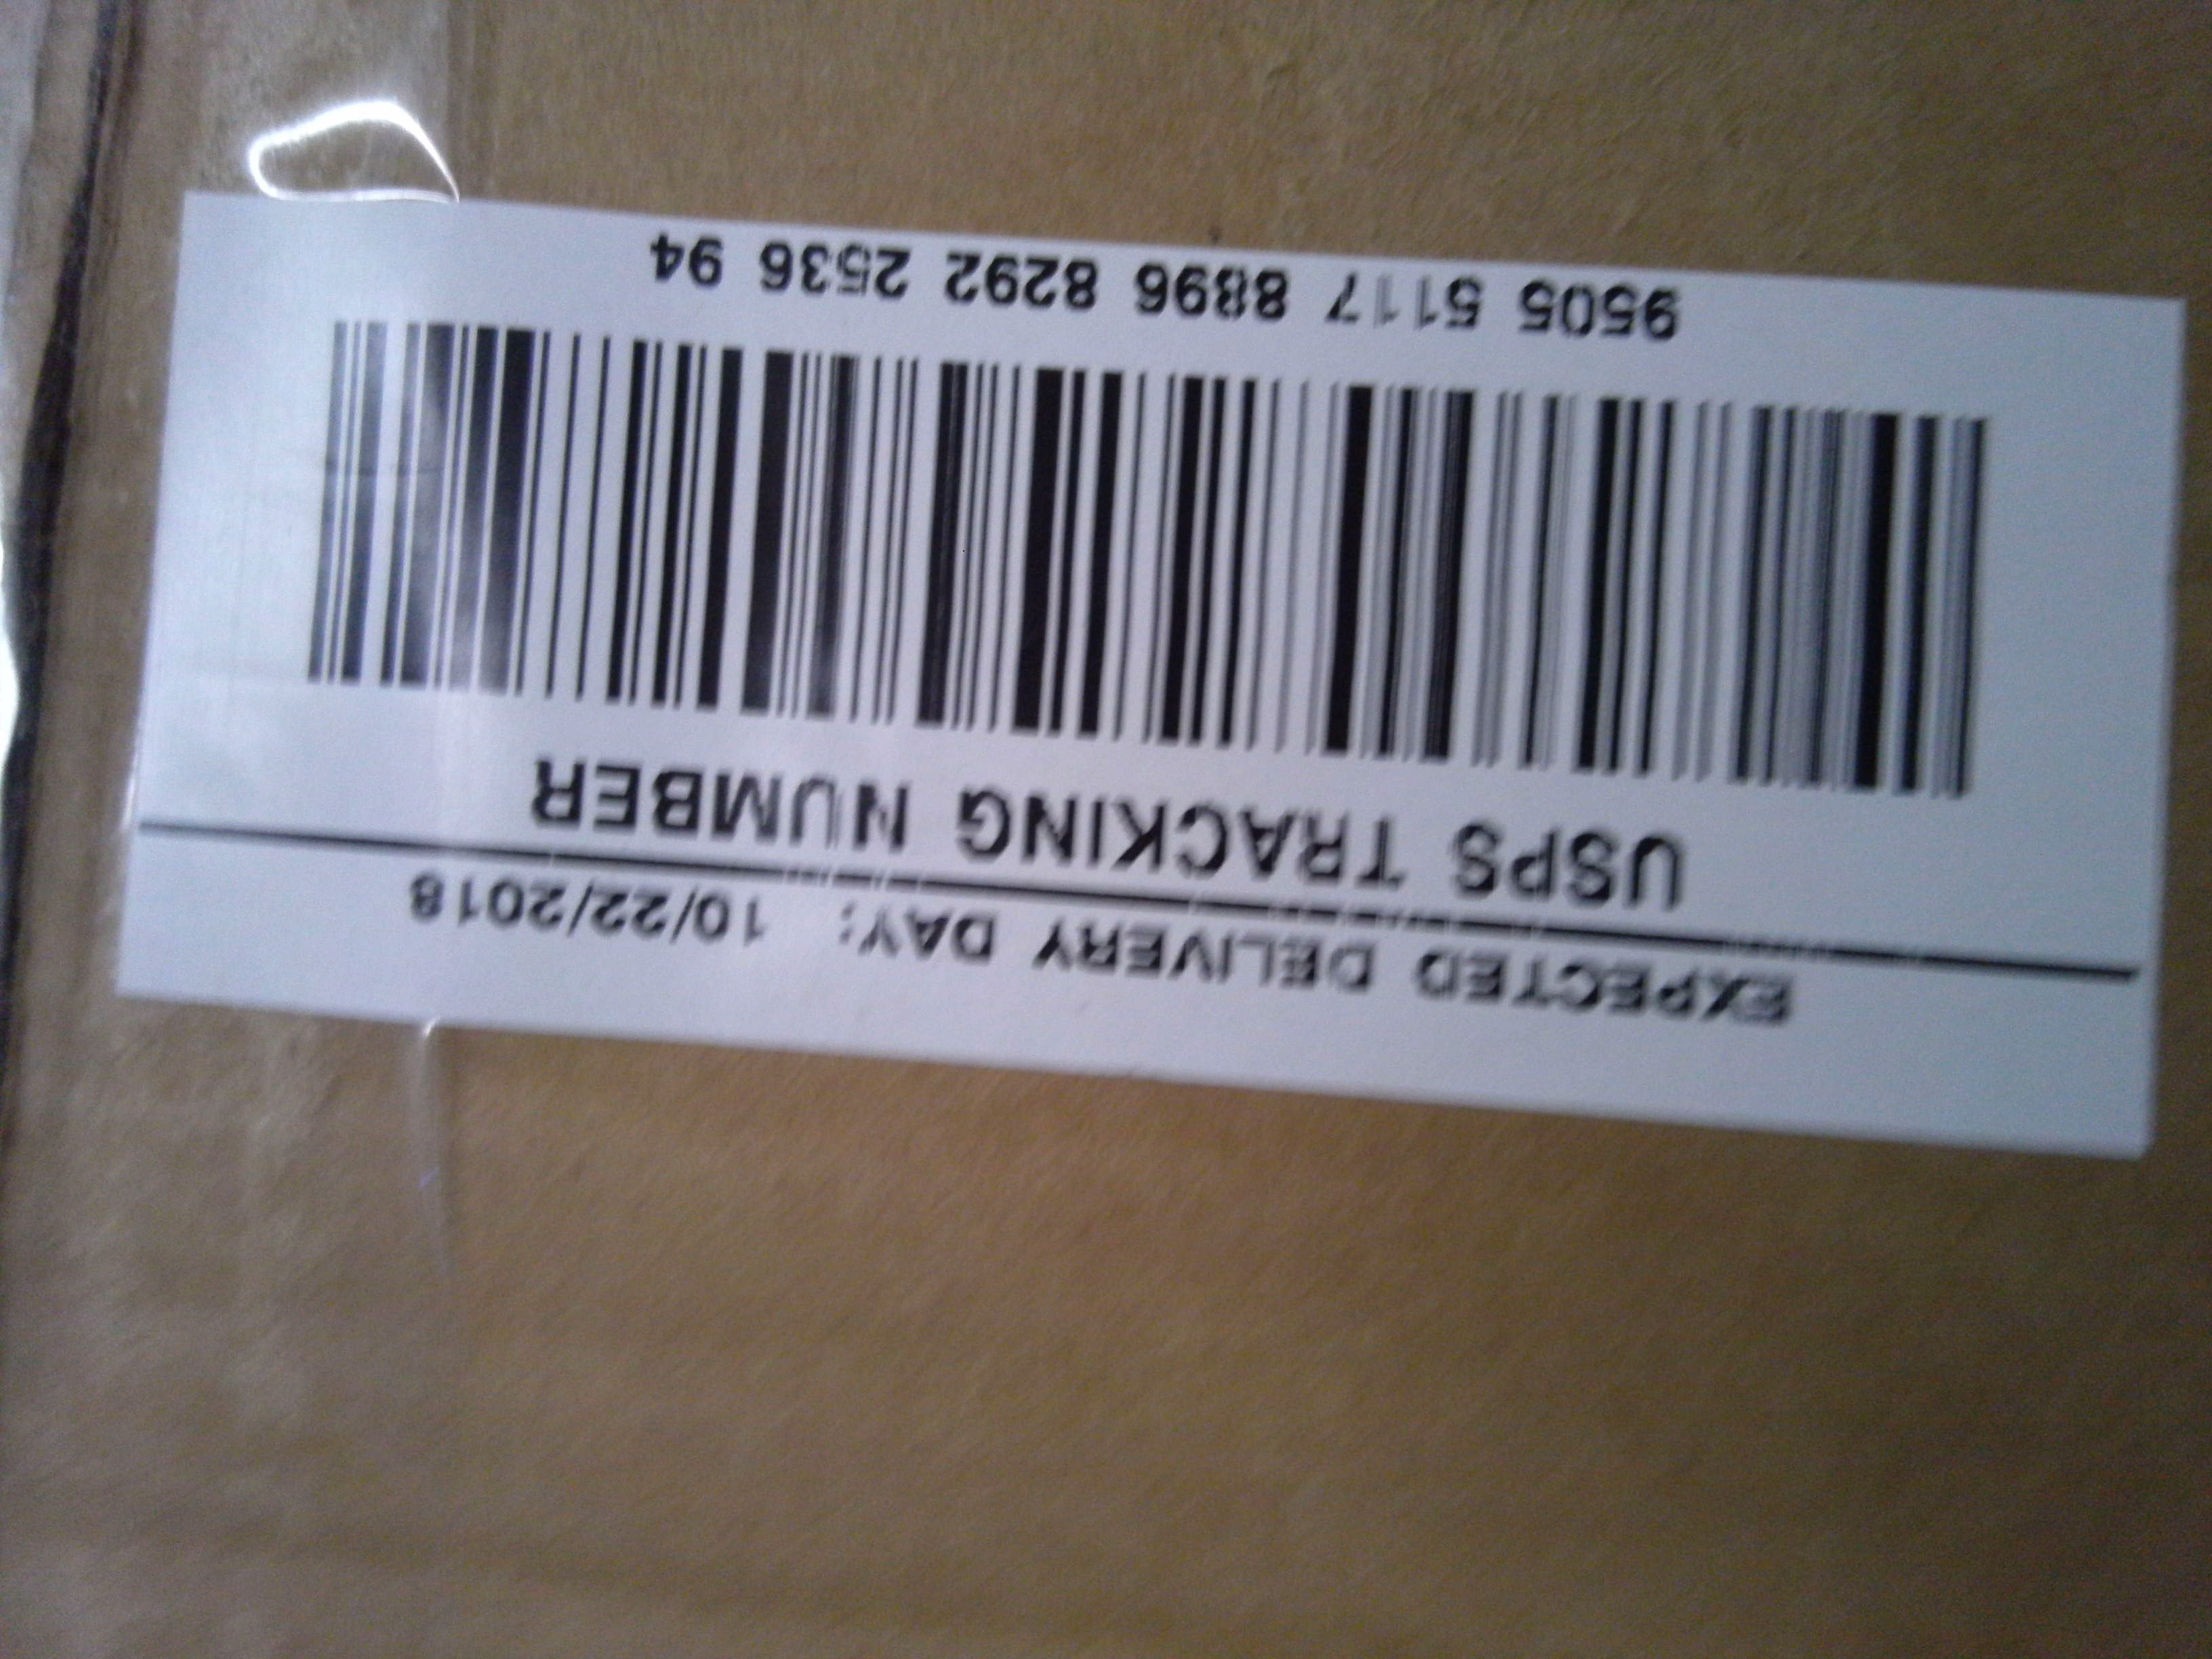 EXPECTED DELIVERY DAY: 10/22/2018
USPS TRACKING NUMBER
9505 5117 8896 8292 2536 94